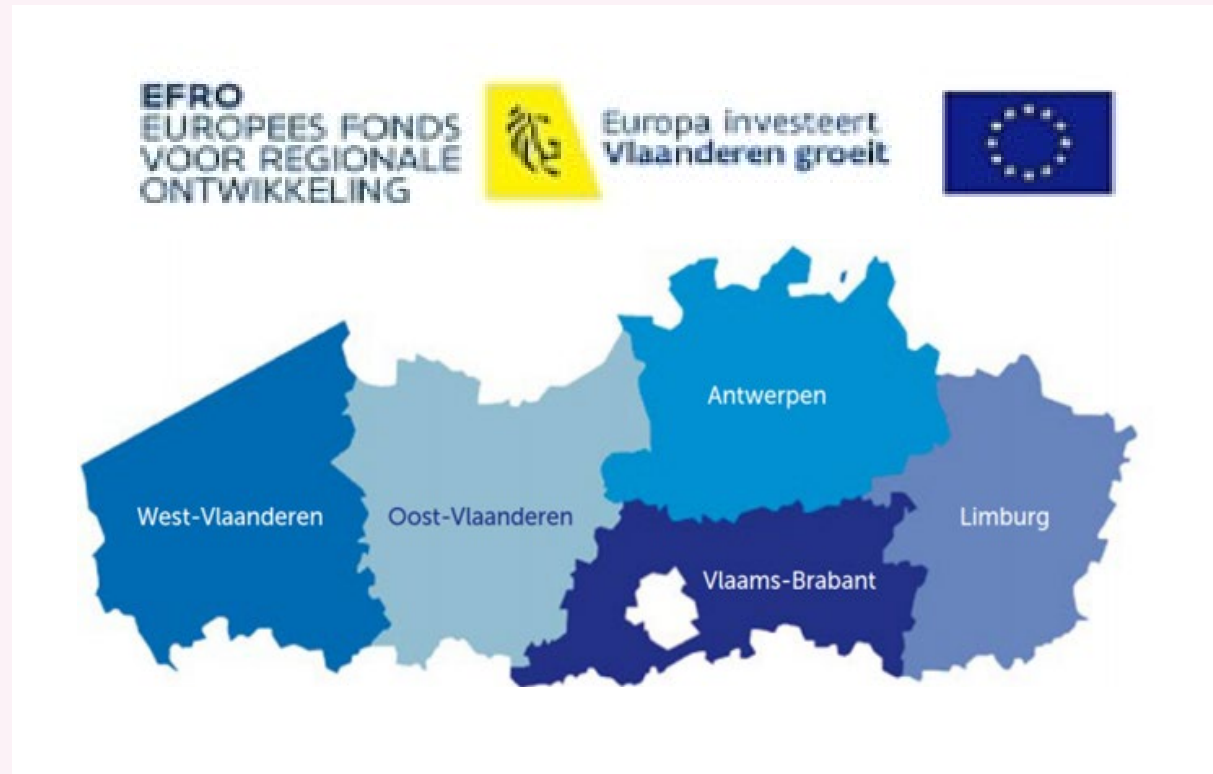 EFRO
EUROPEES FONDS
VOOR REGIONALE
ONTWIKKELING
Europa investeert
Vlaanderen groeit
Antwerpen
West-Vlaanderen
Oost-Vlaanderen
Limburg
Vlaams-Brabant